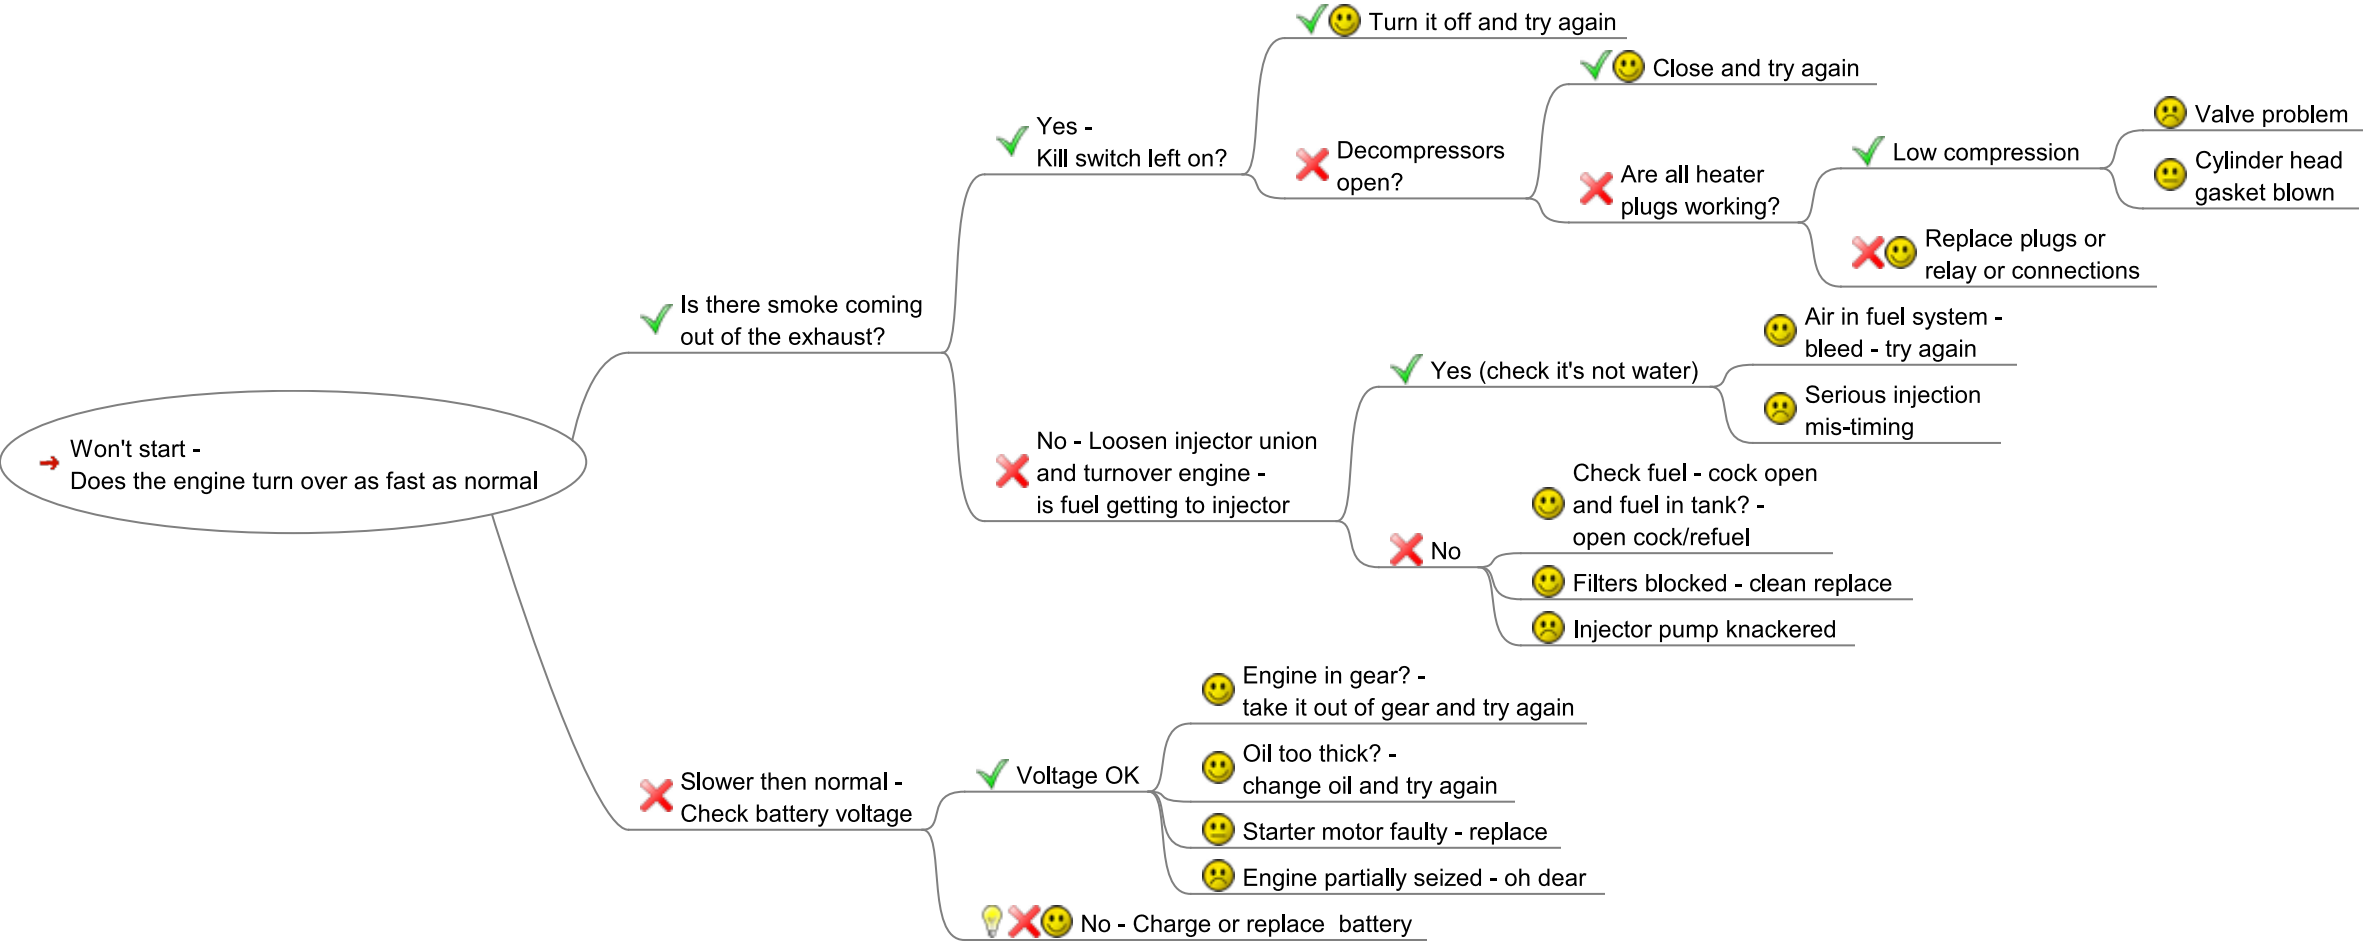 Won't start -
Does the engine turn over as fast as normal
Is there smoke coming
out of the exhaust?
Yes -
Kill switch left on?
Turn it off and try again
Decompressors
open?
Close and try again
Are all heater
plugs working?
Low compression
Valve problem
Cylinder head
gasket blown
Replace plugs or
relay or connections
No - Loosen injector union
and turnover engine -
is fuel getting to injector
Yes (check it's not water)
Air in fuel system -
bleed - try again
Serious injection
mis-timing
No
Check fuel - cock open
and fuel in tank? -
open cock/refuel
Filters blocked - clean replace
Injector pump knackered
Slower then normal -
Check battery voltage
Voltage OK
Engine in gear? -
take it out of gear and try again
Oil too thick? -
change oil and try again
Starter motor faulty - replace
Engine partially seized - oh dear
No - Charge or replace  battery